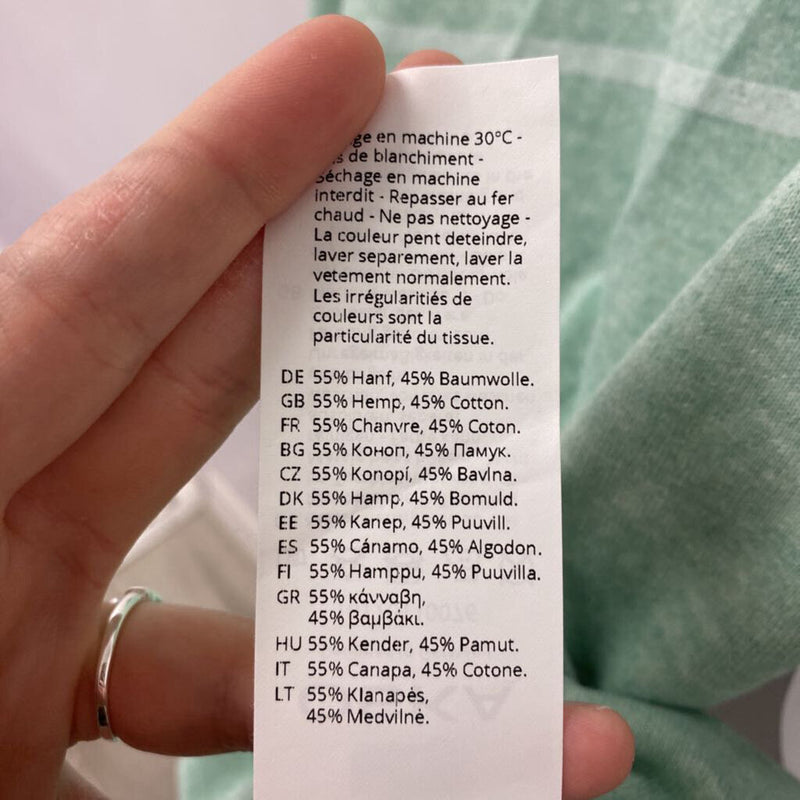 en machine 30°C -
de blanchiment -
Séchage en machine
interdit - Repasser au fer
chaud - Ne pas nettoyage -
La couleur pent deteindre,
laver separement, laver la
vetement normalement.
Les irrégularitiés de
couleurs sont la
particularité du tissue.
DE 55% Hanf, 45% Baumwolle.
GB 55% Hemp, 45% Cotton.
FR 55% Chanvre, 45% Coton.
BG 55% Коноп, 45% Памук.
CZ 55% Konopí, 45% Bavlna.
DK 55% Hamp, 45% Bomuld.
EE 55% Kanep, 45% Puuvill.
ES 55% Cánamo, 45% Algodon.
FI 55% Hamppu, 45% Puuvilla.
GR 55% κάνναβη,
45% βαμβάκι.
HU 55% Kender, 45% Pamut.
IT 55% Canapa, 45% Cotone.
LT 55% Klanapės,
45% Medvilnė.